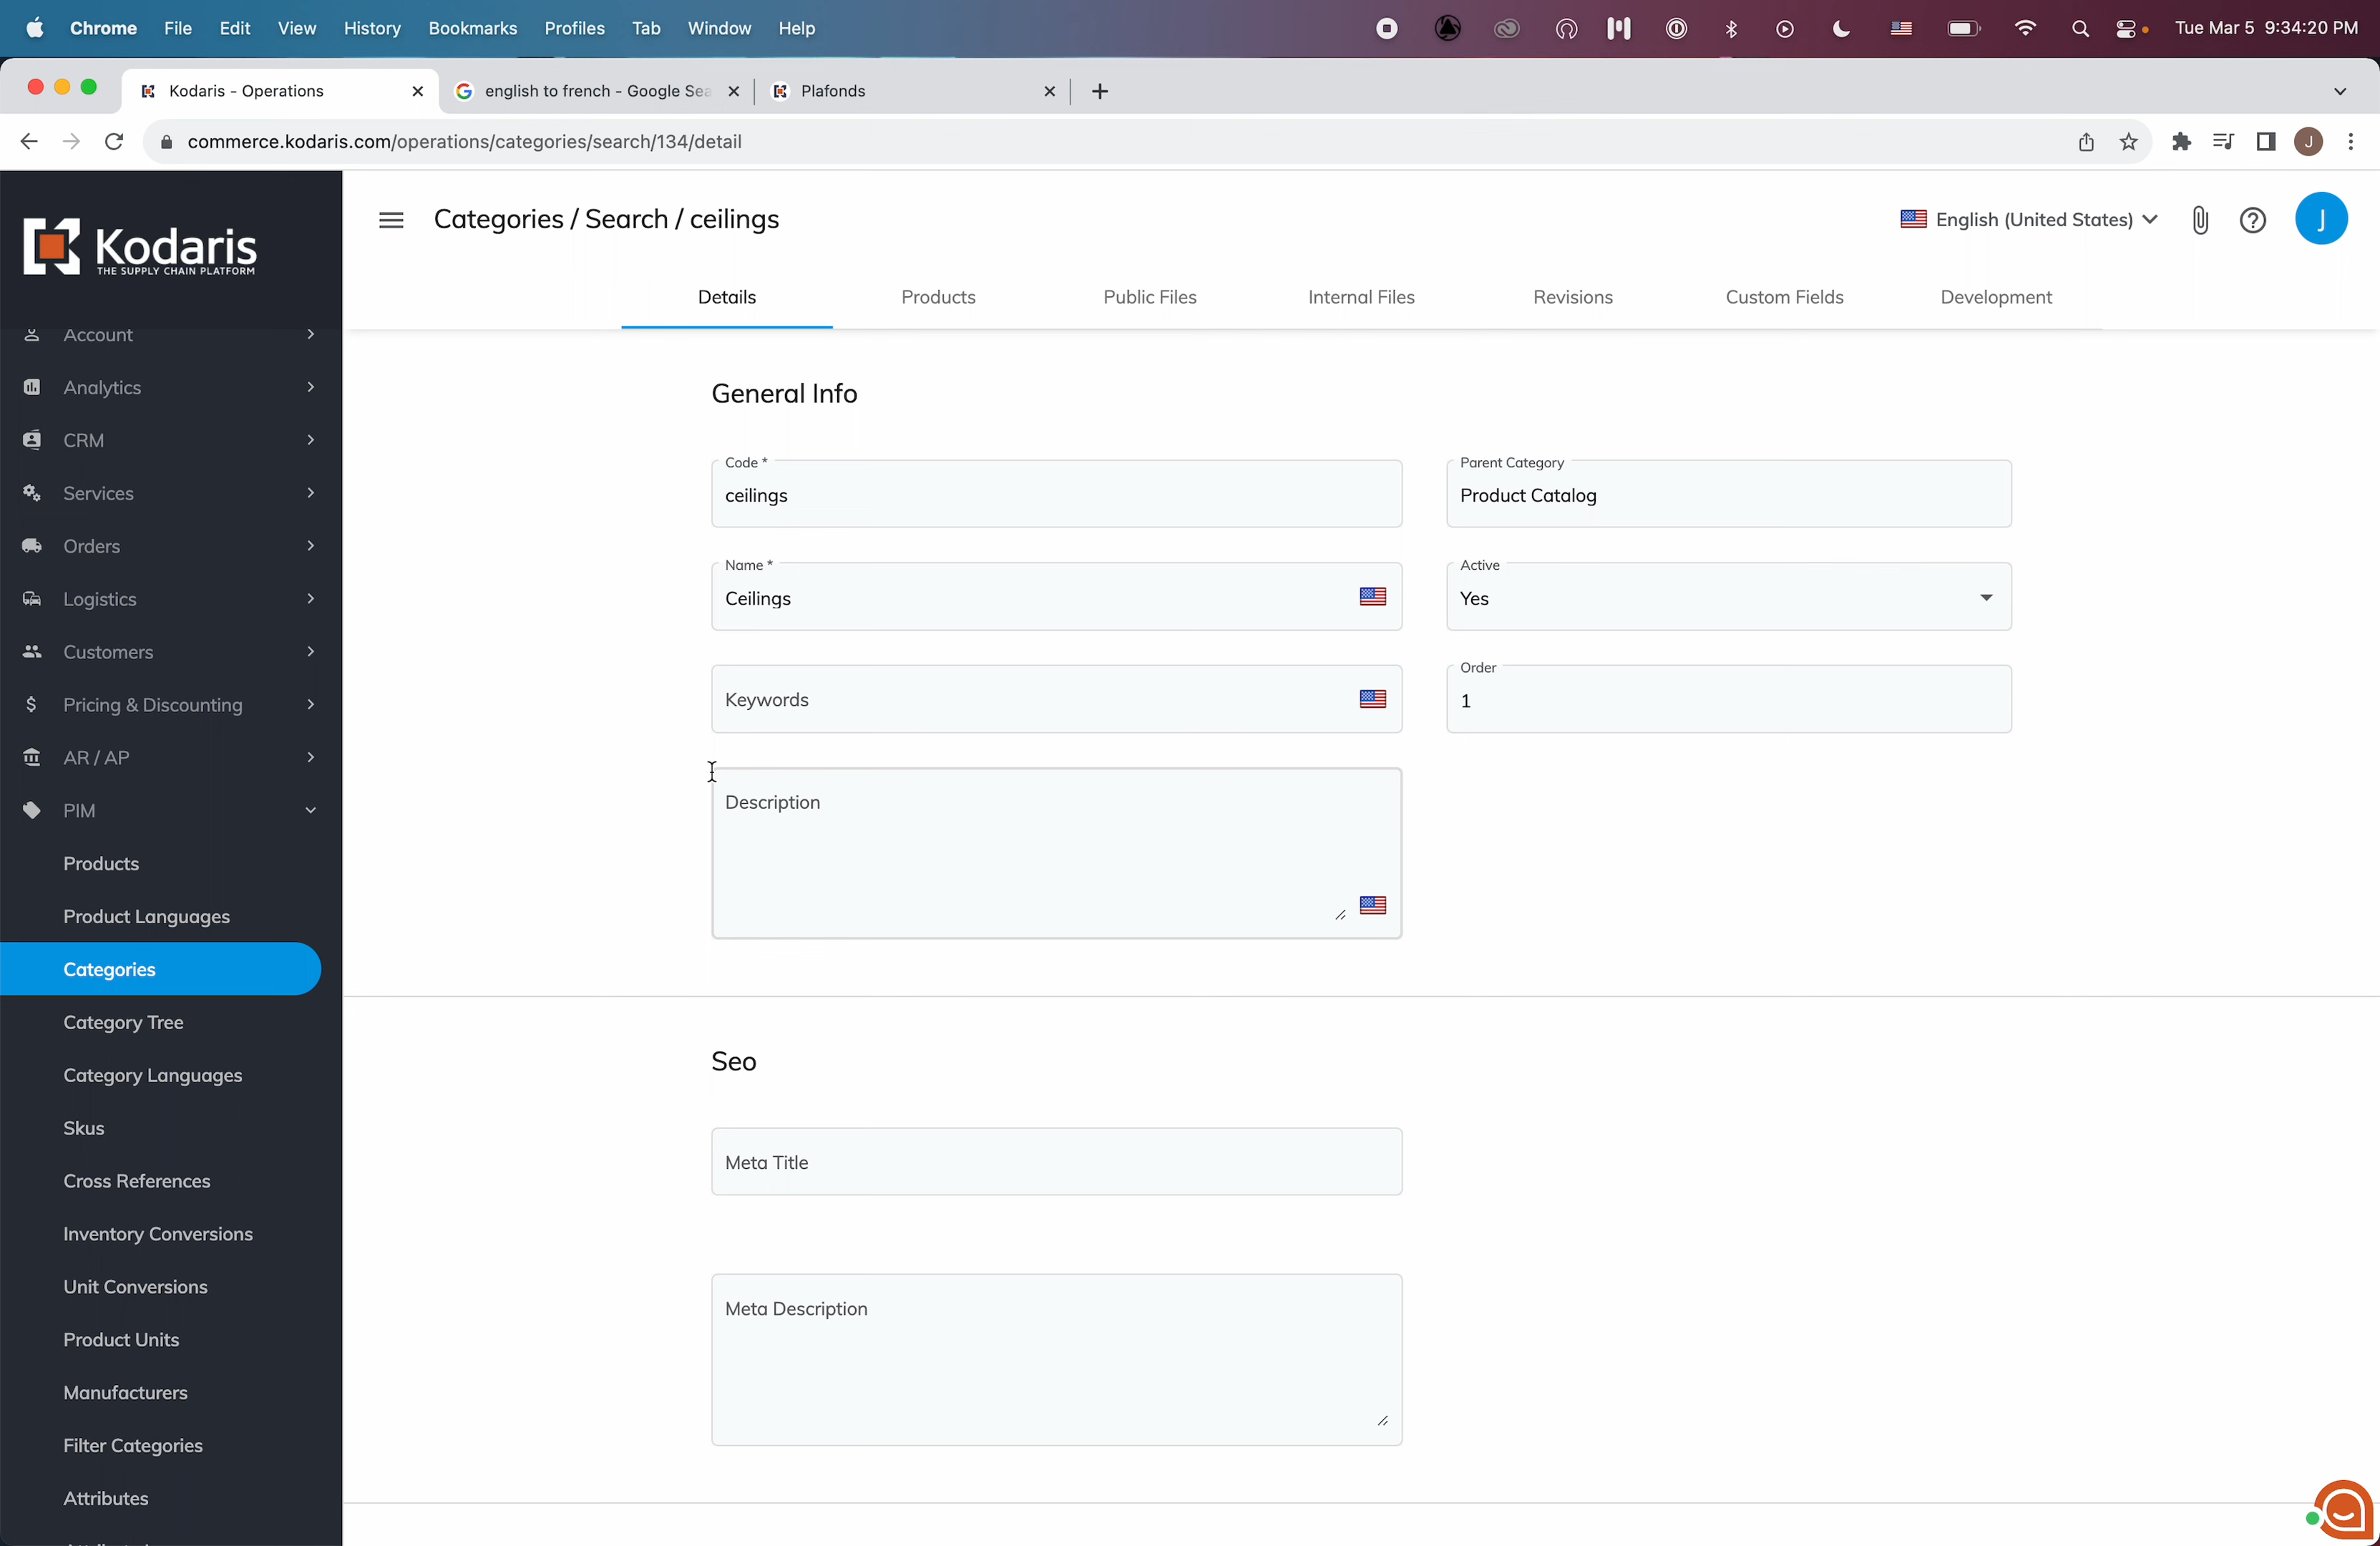 Chrome File Edit View History Bookmarks Profiles Tab Window Help Tue Mar 5 9:34:20 PM
Kodaris - Operations
english to french - Google Sea
Plafonds
commerce.kodaris.com/operations/categories/search/134/detail
J
Kodaris
THE SUPPLY CHAIN PLATFORM
Categories / Search / ceilings
English (United States)
J
Details Products Public Files Internal Files Revisions Custom Fields Development
Account
Analytics
CRM
Services
Orders
Logistics
Customers
Pricing & Discounting
AR / AP
PIM
Products
Product Languages
Categories
Category Tree
Category Languages
Skus
Cross References
Inventory Conversions
Unit Conversions
Product Units
Manufacturers
Filter Categories
Attributes
General Info
Code *
ceilings
Parent Category
Product Catalog
Name *
Ceilings
Active
Yes
Keywords
Order
1
Description
Seo
Meta Title
Meta Description